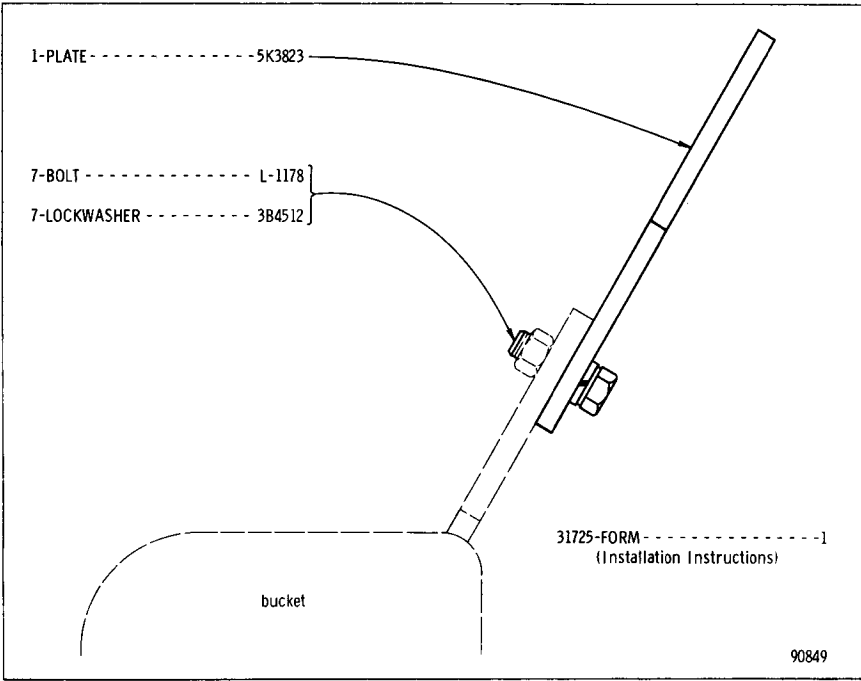 1-PLATE - - - - - - - - - - - - - - - 5K3823
7-BOLT - - - - - - - - - - - - - - - L-1178
7-LOCKWASHER - - - - - - - - 3B4512
31725-FORM - - - - - - - - - - - - - - -1
(Installation Instructions)
bucket
90849